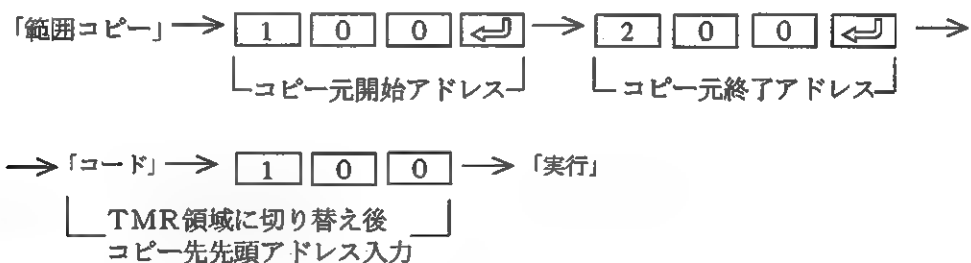 「範囲コピー」→ 1 0 0 ⏎ → 2 0 0 ⏎ →
コピー元開始アドレス コピー元終了アドレス
→「コード」→ 1 0 0 →「実行」
TMR領域に切り替え後
コピー先先頭アドレス入力